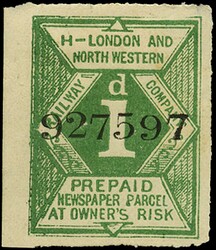 H-LONDON AND
NORTH WESTERN
RAILWAY COMPANY
d
1
927597
PREPAID
NEWSPAPER PARCEL
AT OWNER'S RISK